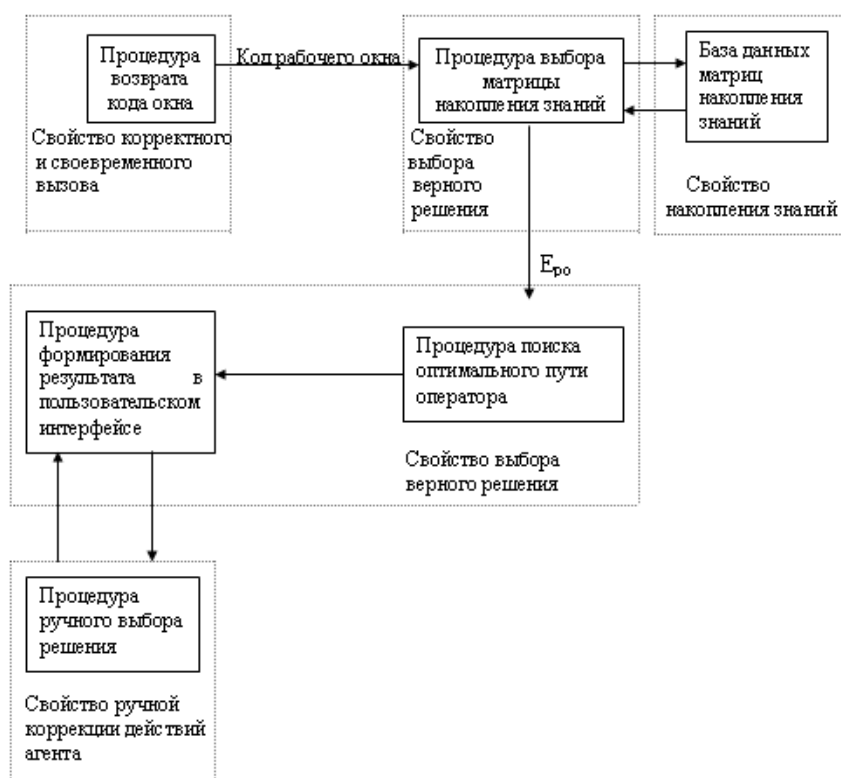 Процедура
возврата
кода окна
Свойство корректного
и своевременного
вызова
Код рабочего окна
Процедура выбора
матрицы
накопления знаний
Свойство
выбора
верного
решения
База данных
матриц
накопления
знаний
Свойство
накопления знаний
Еро
Процедура
формирования
результата в
пользовательском
интерфейсе
Процедура поиска
оптимального пути
оператора
Свойство выбора
верного решения
Процедура
ручного выбора
решения
Свойство ручной
коррекции действий
агента